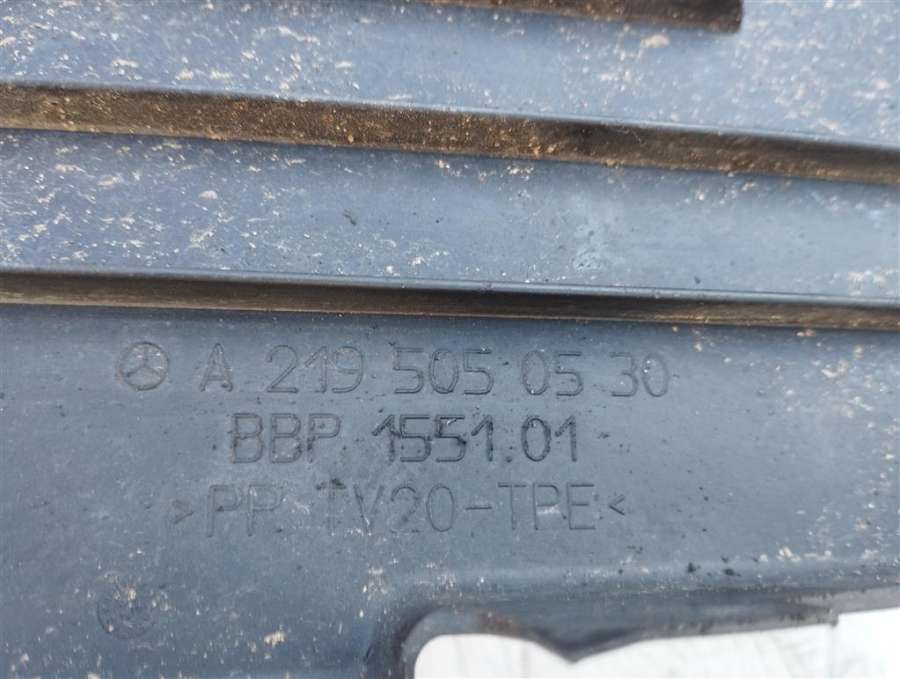 A 219 505 05 30
BBP 1551.01
>PP TV20-TPE<